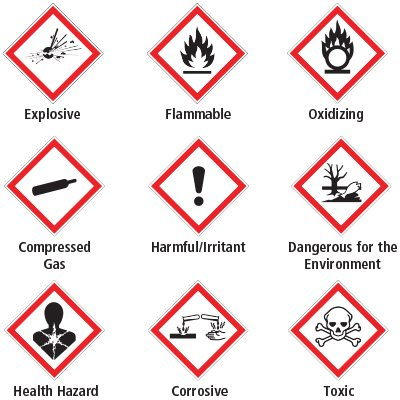 Explosive
Flammable
Oxidizing
Compressed
Gas
Harmful/Irritant
Dangerous for the
Environment
Health Hazard
Corrosive
Toxic